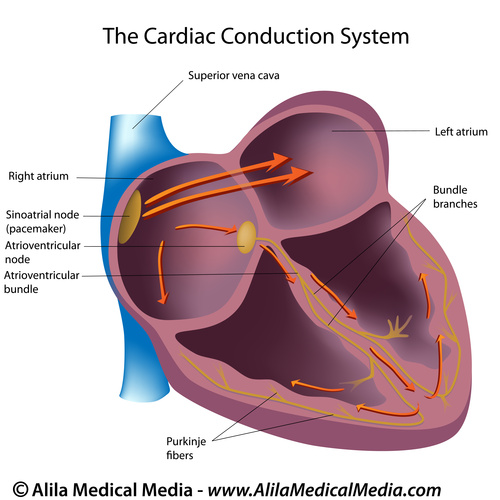 The Cardiac Conduction System
Superior vena cava
Left atrium
Right atrium
Bundle
branches
Sinoatrial node
(pacemaker)
Atrioventricular
node
Atrioventricular
bundle
Purkinje
fibers
© Alila Medical Media - www.AlilaMedicalMedia.com